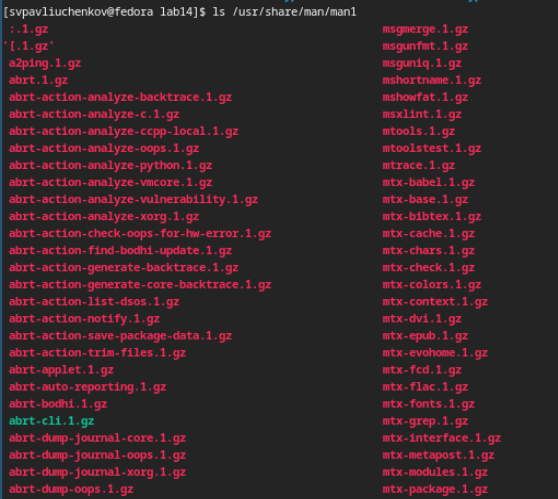 [svpavliuchenkov@fedora lab14]$ ls /usr/share/man/man1
:.1.gz msgmerge.1.gz
'[.1.gz' msgunfmt.1.gz
a2ping.1.gz msguniq.1.gz
abrt.1.gz mshortname.1.gz
abrt-action-analyze-backtrace.1.gz mshowfat.1.gz
abrt-action-analyze-c.1.gz msxlint.1.gz
abrt-action-analyze-ccpp-local.1.gz mtools.1.gz
abrt-action-analyze-oops.1.gz mtoolstest.1.gz
abrt-action-analyze-python.1.gz mtrace.1.gz
abrt-action-analyze-vmcore.1.gz mtx-babel.1.gz
abrt-action-analyze-vulnerability.1.gz mtx-base.1.gz
abrt-action-analyze-xorg.1.gz mtx-bibtex.1.gz
abrt-action-check-oops-for-hw-error.1.gz mtx-cache.1.gz
abrt-action-find-bodhi-update.1.gz mtx-chars.1.gz
abrt-action-generate-backtrace.1.gz mtx-check.1.gz
abrt-action-generate-core-backtrace.1.gz mtx-colors.1.gz
abrt-action-list-dsos.1.gz mtx-context.1.gz
abrt-action-notify.1.gz mtx-dvi.1.gz
abrt-action-save-package-data.1.gz mtx-epub.1.gz
abrt-action-trim-files.1.gz mtx-evohome.1.gz
abrt-applet.1.gz mtx-fcd.1.gz
abrt-auto-reporting.1.gz mtx-flac.1.gz
abrt-bodhi.1.gz mtx-fonts.1.gz
abrt-cli.1.gz mtx-grep.1.gz
abrt-dump-journal-core.1.gz mtx-interface.1.gz
abrt-dump-journal-oops.1.gz mtx-metapost.1.gz
abrt-dump-journal-xorg.1.gz mtx-modules.1.gz
abrt-dump-oops.1.gz mtx-package.1.gz